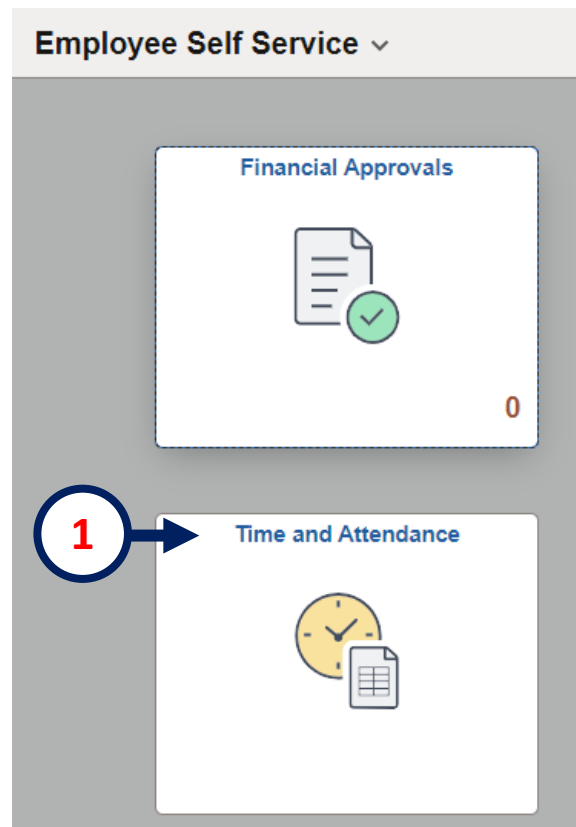 Employee Self Service
Financial Approvals
0
1
Time and Attendance